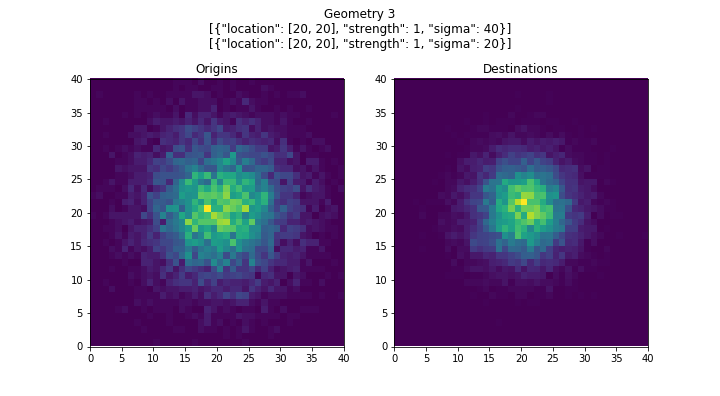 Geometry 3
[{"location": [20, 20], "strength": 1, "sigma": 40}]
[{"location": [20, 20], "strength": 1, "sigma": 20}]
Origins
40
35
30
25
20
15
10
5
0
0 5 10 15 20 25 30 35 40
Destinations
40
35
30
25
20
15
10
5
0
0 5 10 15 20 25 30 35 40